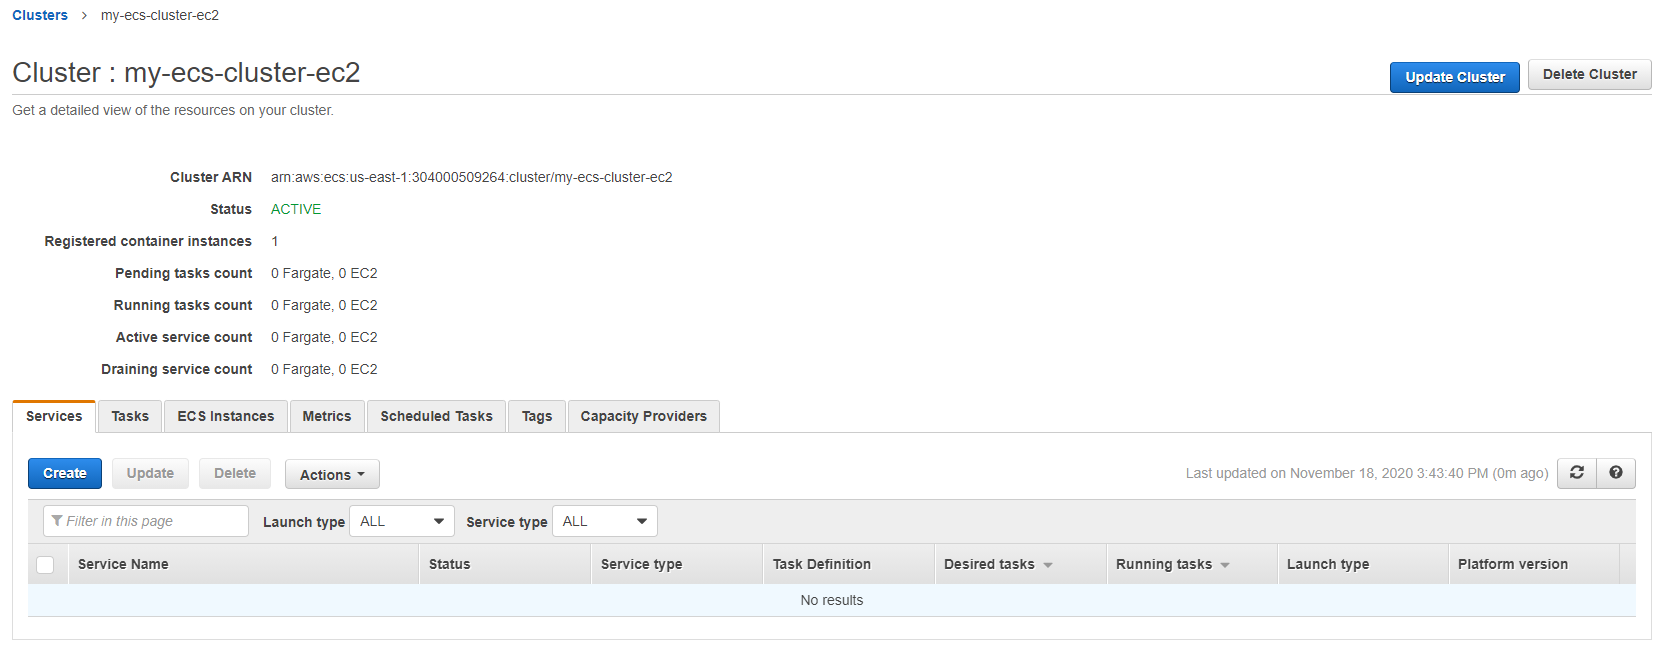 Clusters > my-ecs-cluster-ec2
Cluster : my-ecs-cluster-ec2
Update Cluster Delete Cluster
Get a detailed view of the resources on your cluster.
Cluster ARN arn:aws:ecs:us-east-1:304000509264:cluster/my-ecs-cluster-ec2
Status ACTIVE
Registered container instances 1
Pending tasks count 0 Fargate, 0 EC2
Running tasks count 0 Fargate, 0 EC2
Active service count 0 Fargate, 0 EC2
Draining service count 0 Fargate, 0 EC2
Services Tasks ECS Instances Metrics Scheduled Tasks Tags Capacity Providers
Create Update Delete Actions Last updated on November 18, 2020 3:43:40 PM (0m ago) ?
Filter in this page Launch type ALL Service type ALL
Service Name Status Service type Task Definition Desired tasks Running tasks Launch type Platform version
No results